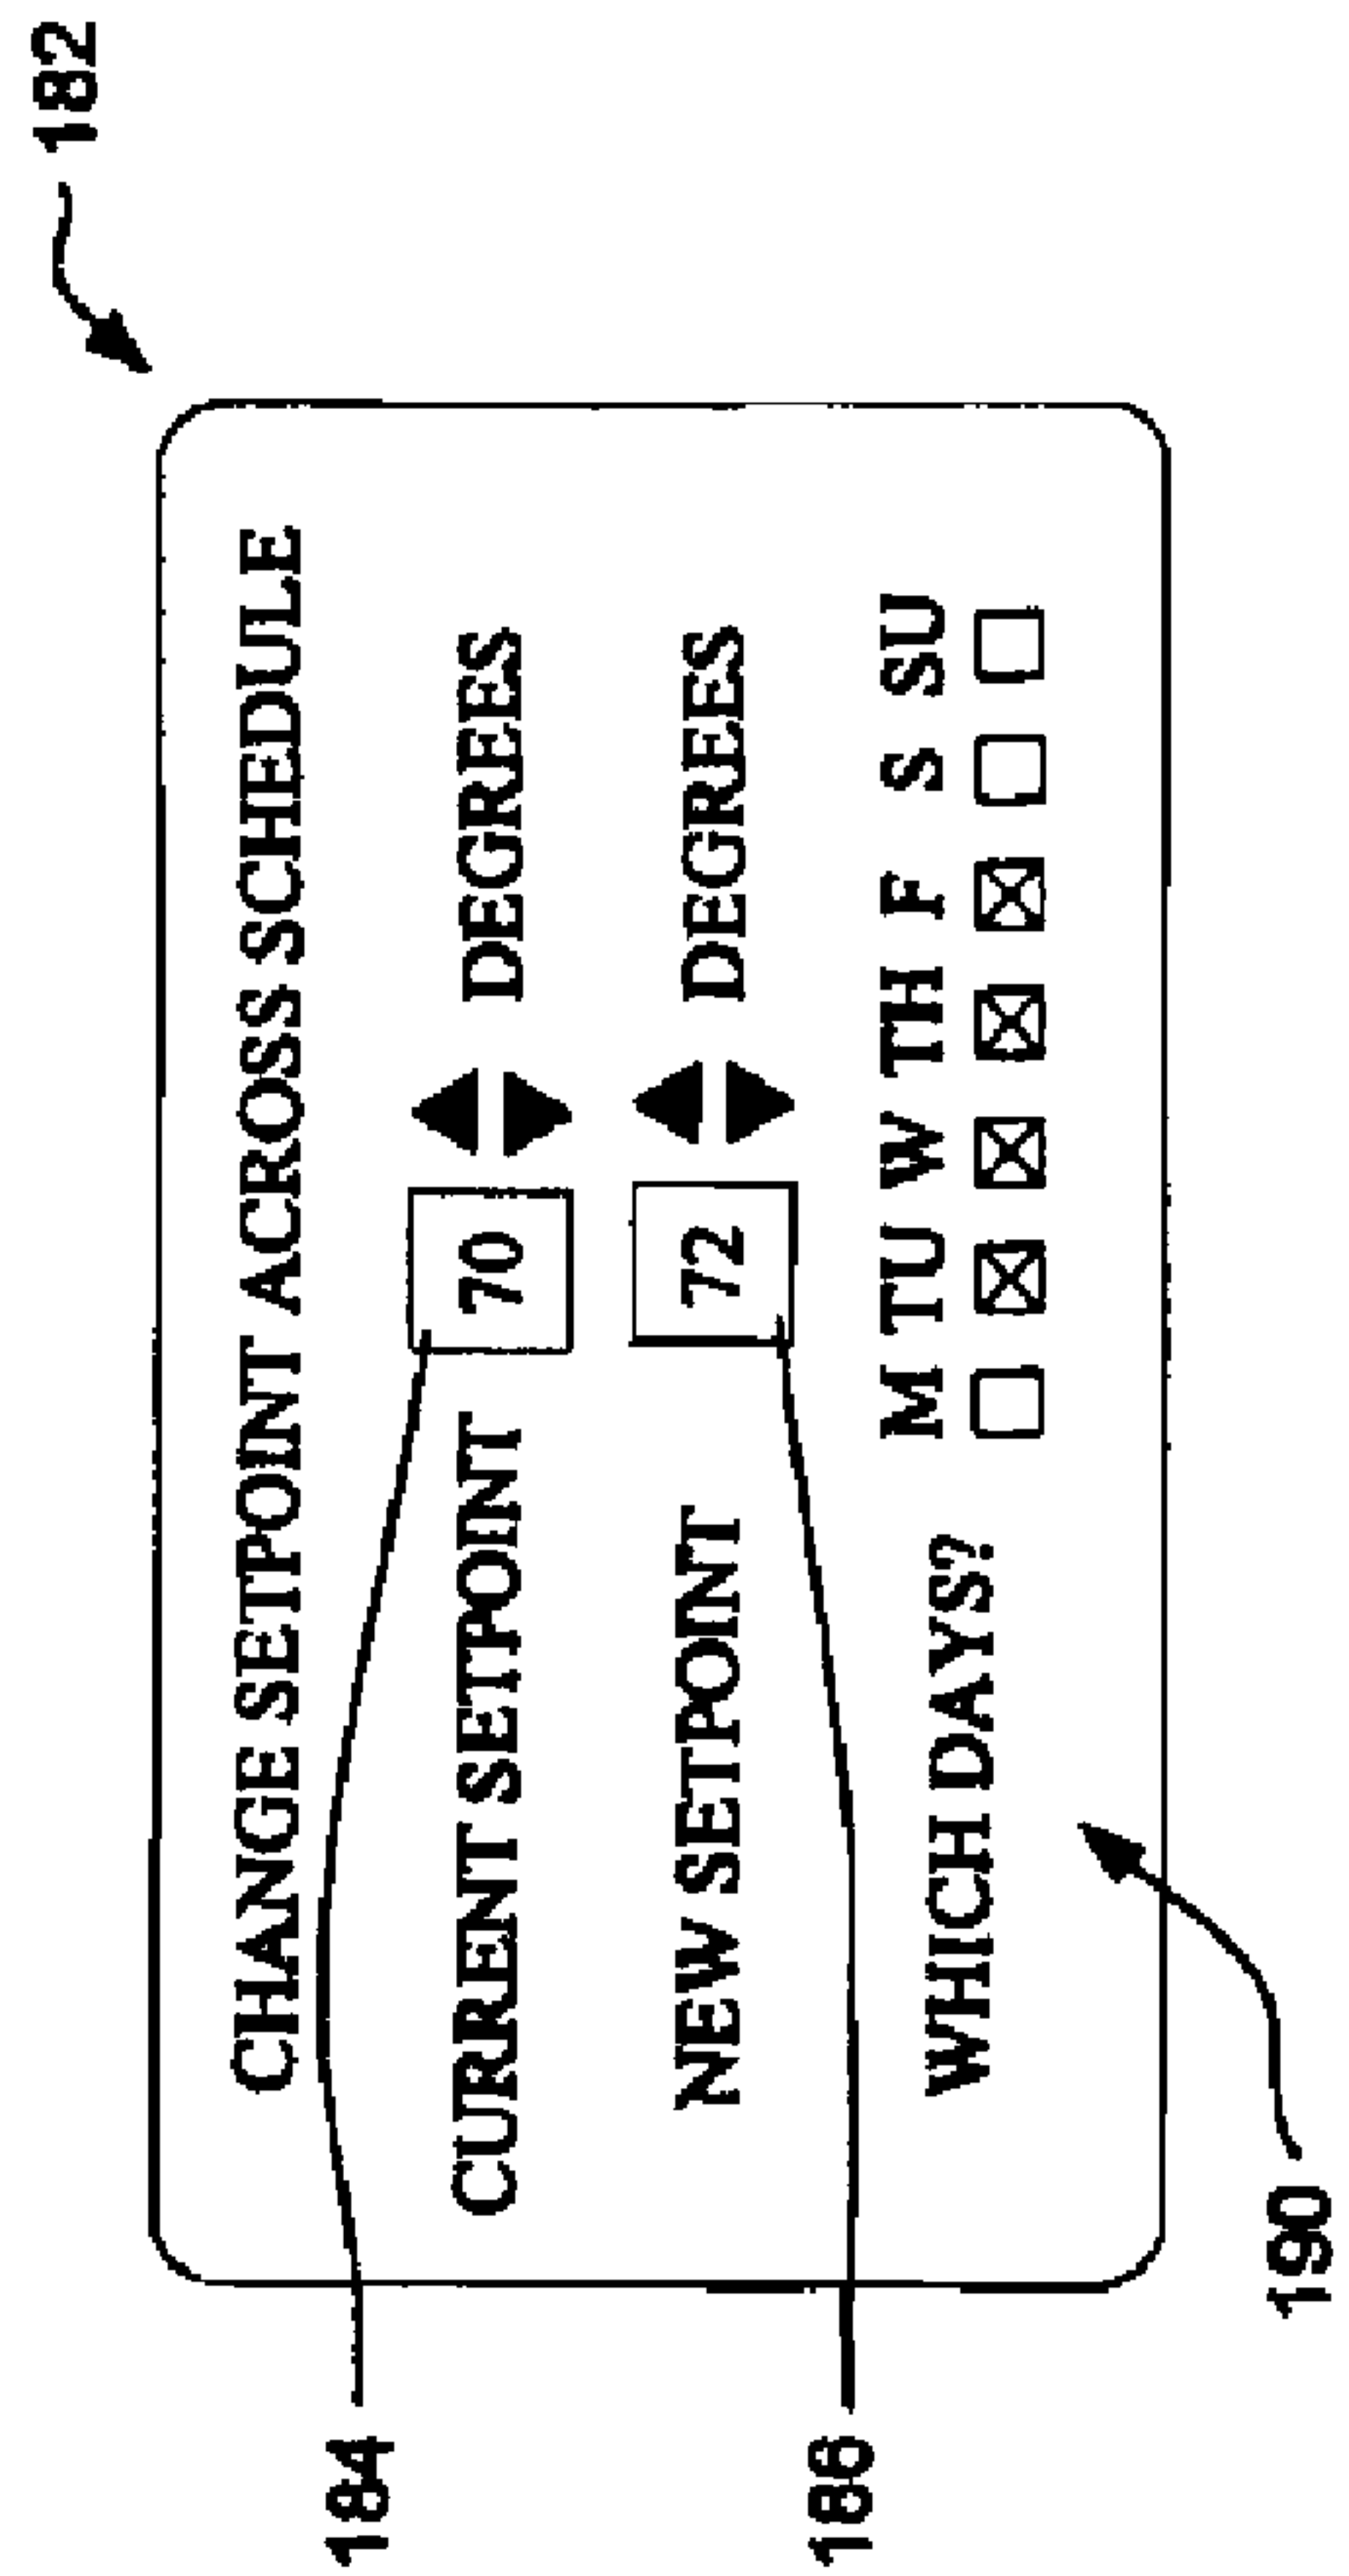 182
CHANGE SETPOINT ACROSS SCHEDULE
184
CURRENT SETPOINT 70 DEGREES
NEW SETPOINT 72 DEGREES
186
M TU W TH F S SU
WHICH DAYS?
190